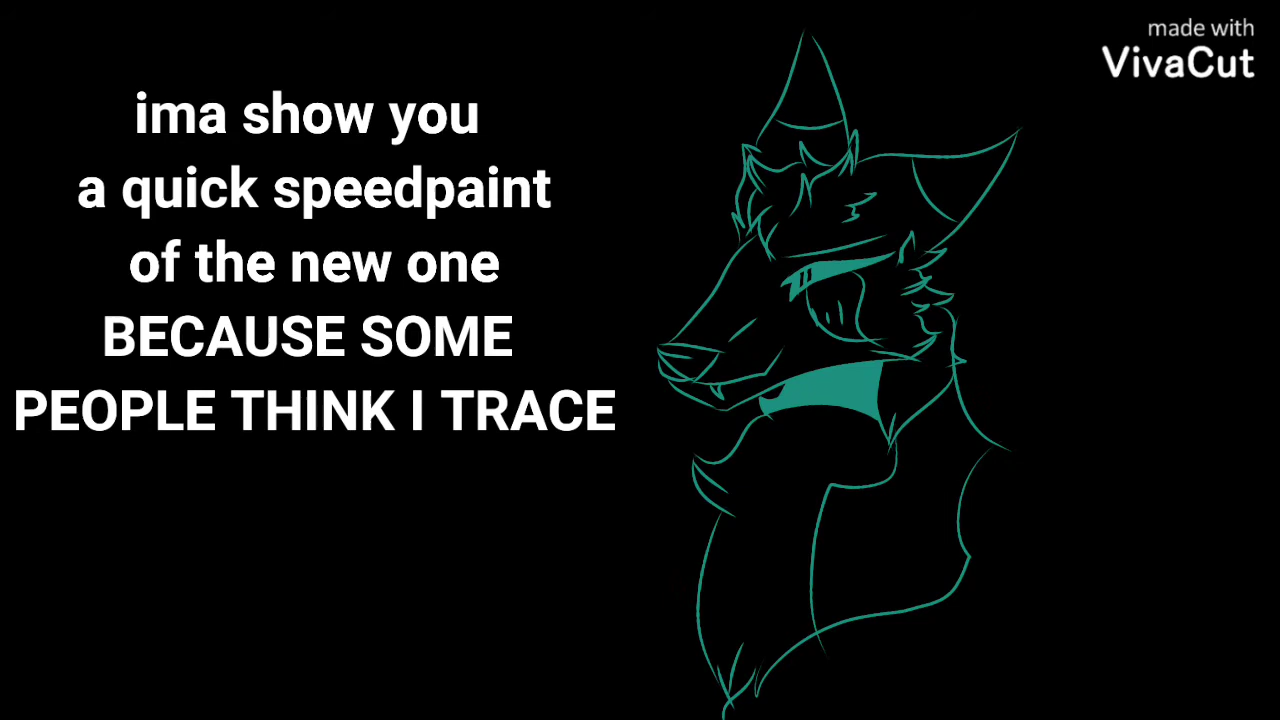 made with
VivaCut
ima show you
a quick speedpaint
of the new one
BECAUSE SOME
PEOPLE THINK I TRACE